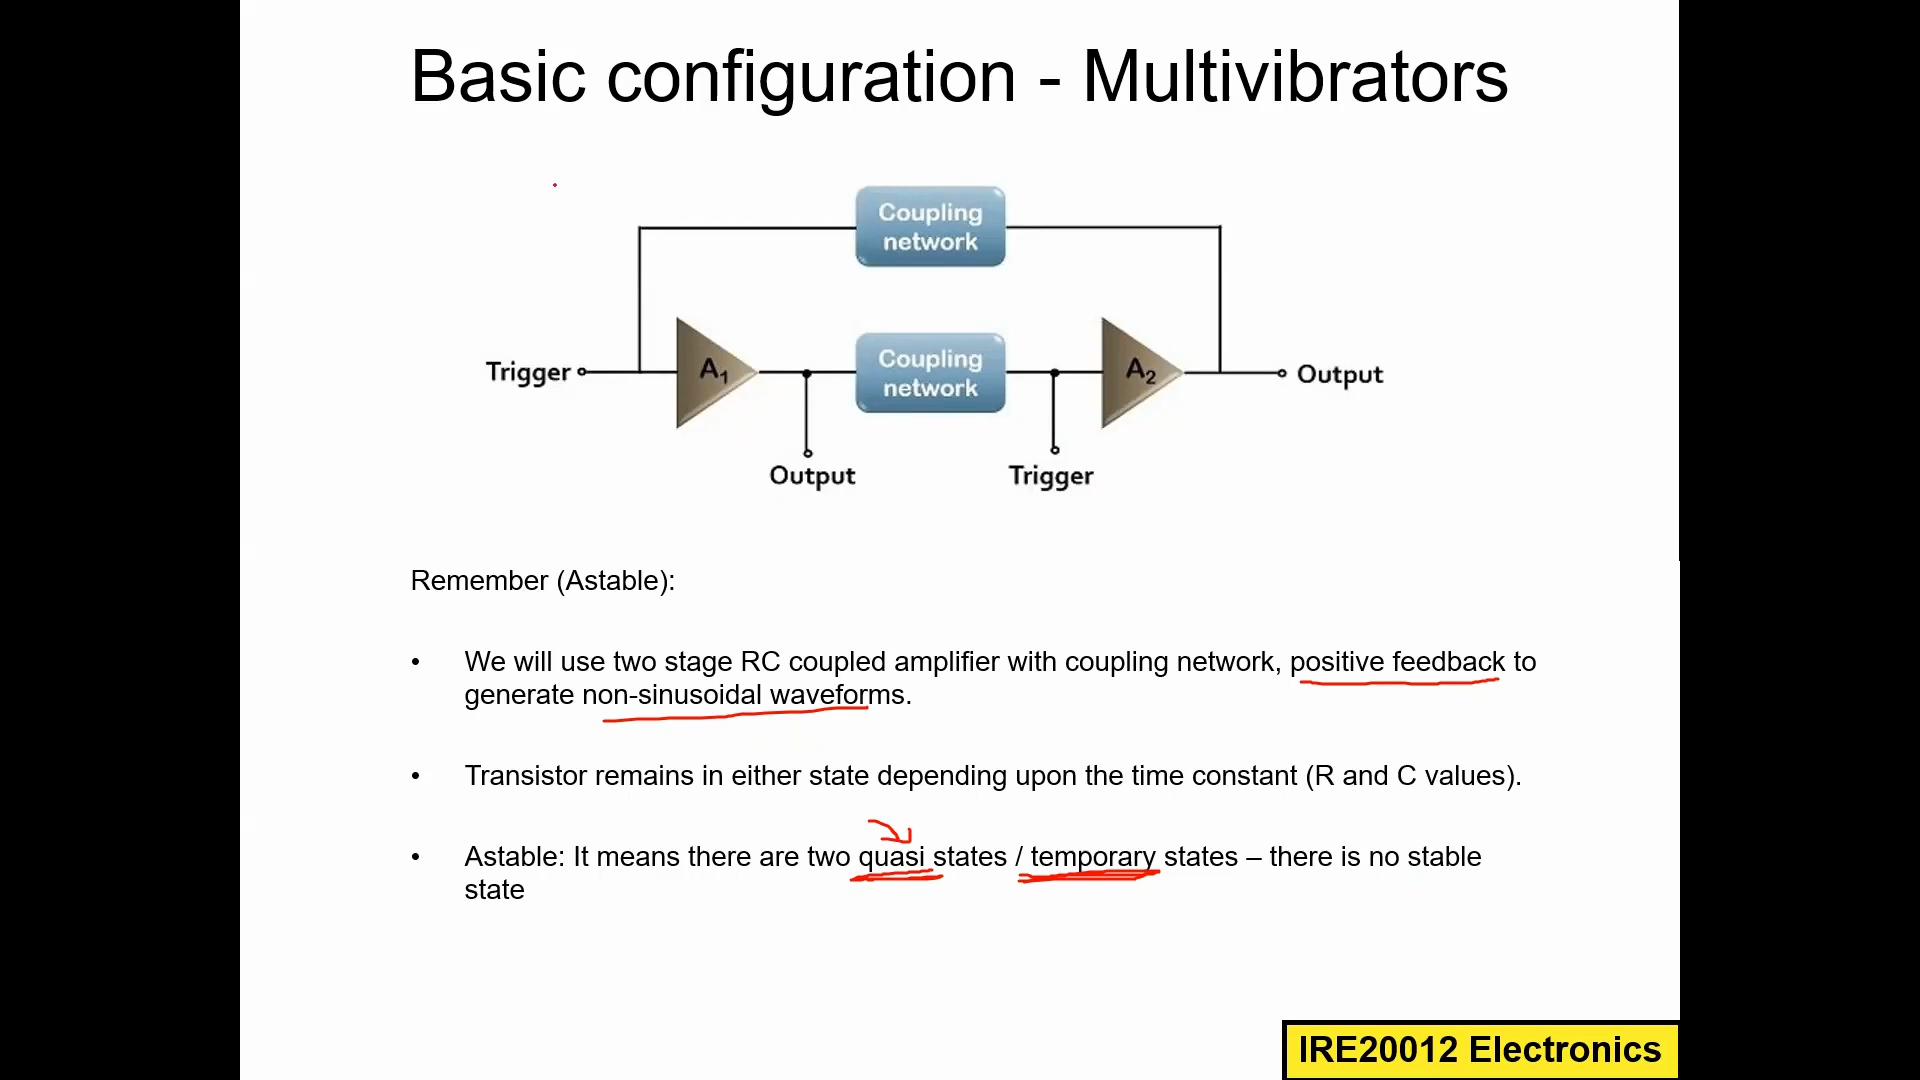 Basic configuration - Multivibrators
Coupling
network
Trigger
A1
Coupling
network
A2
Output
Output
Trigger
Remember (Astable):
• We will use two stage RC coupled amplifier with coupling network, positive feedback to
generate non-sinusoidal waveforms.
• Transistor remains in either state depending upon the time constant (R and C values).
• Astable: It means there are two quasi states / temporary states – there is no stable
state
IRE20012 Electronics